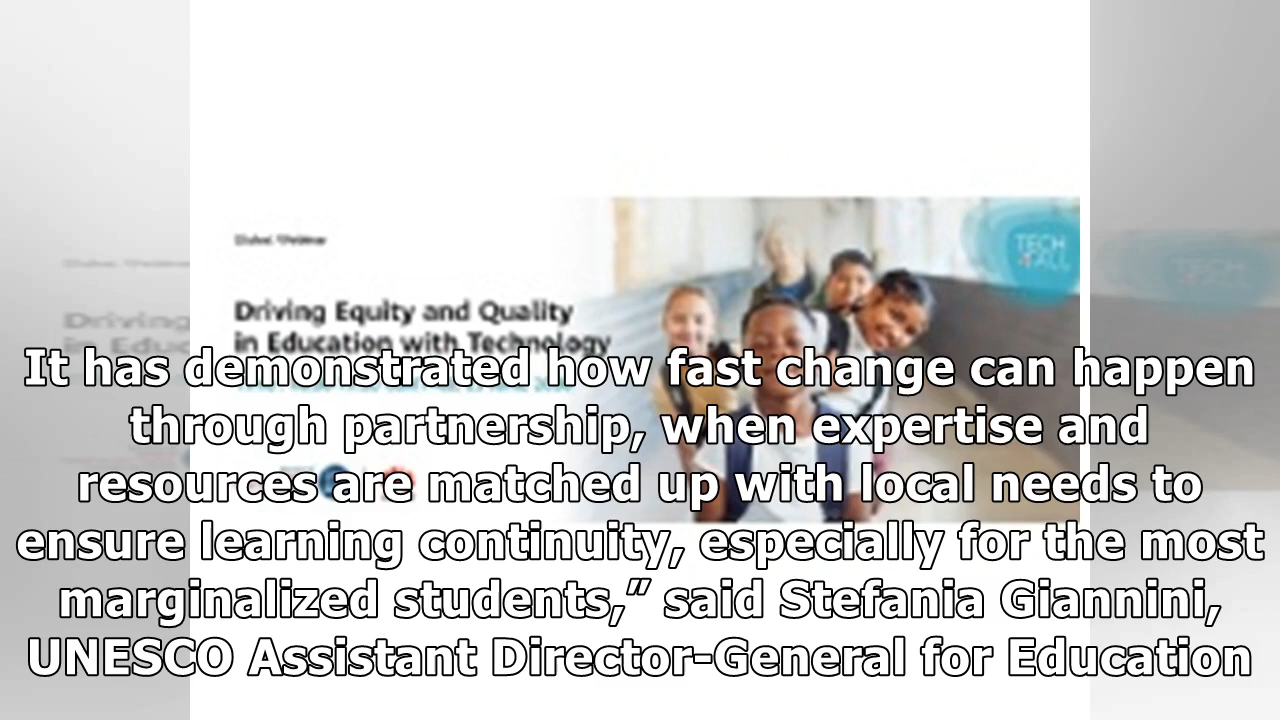 Driving Equity and Quality
in Education with Technology
TECH
4ALL
It has demonstrated how fast change can happen
through partnership, when expertise and
resources are matched up with local needs to
ensure learning continuity, especially for the most
marginalized students,” said Stefania Giannini,
UNESCO Assistant Director-General for Education